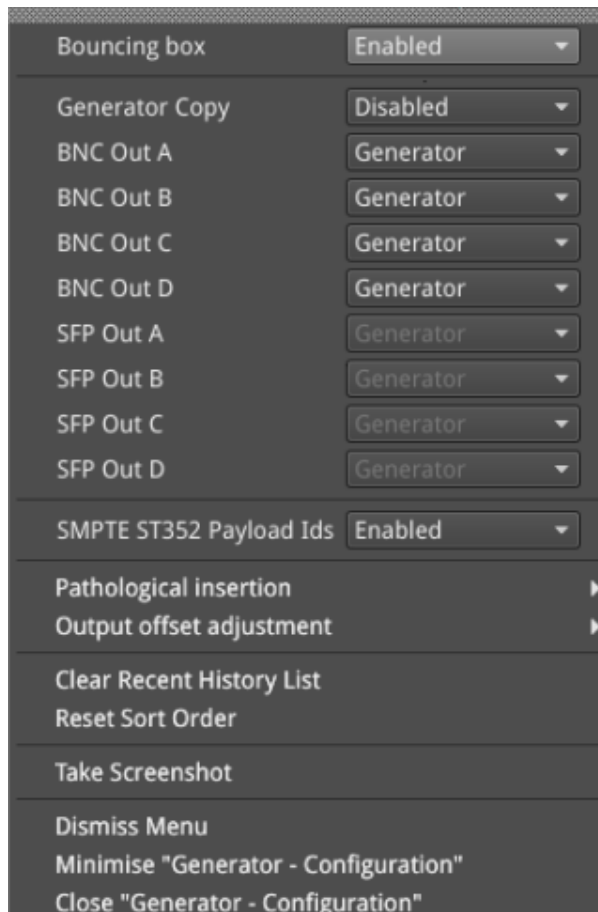 Bouncing box Enabled
Generator Copy Disabled
BNC Out A Generator
BNC Out B Generator
BNC Out C Generator
BNC Out D Generator
SFP Out A Generator
SFP Out B Generator
SFP Out C Generator
SFP Out D Generator
SMPTE ST352 Payload Ids Enabled
Pathological insertion
Output offset adjustment
Clear Recent History List
Reset Sort Order
Take Screenshot
Dismiss Menu
Minimise "Generator - Configuration"
Close "Generator - Configuration"